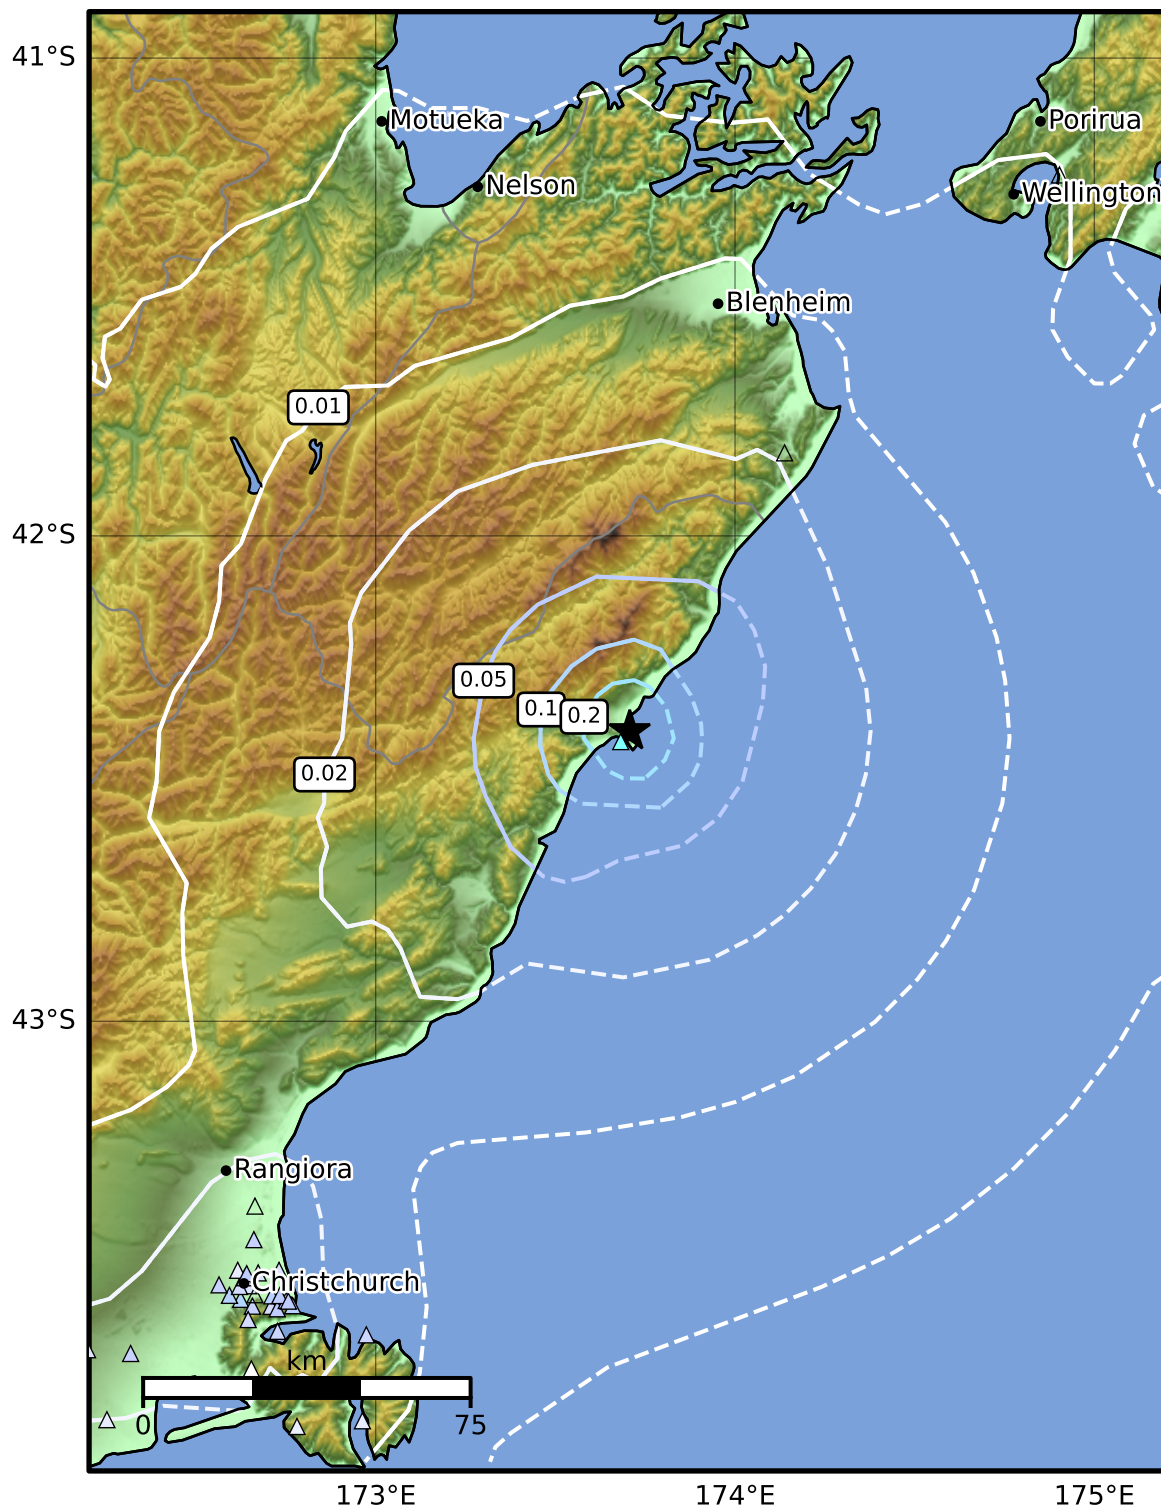 41°S
Motueka
Porirua
Nelson
Wellington
Blenheim
0.01
42°S
0.05
0.1
0.2
0.02
43°S
Rangiora
Christchurch
km
0
75
173°E
174°E
175°E